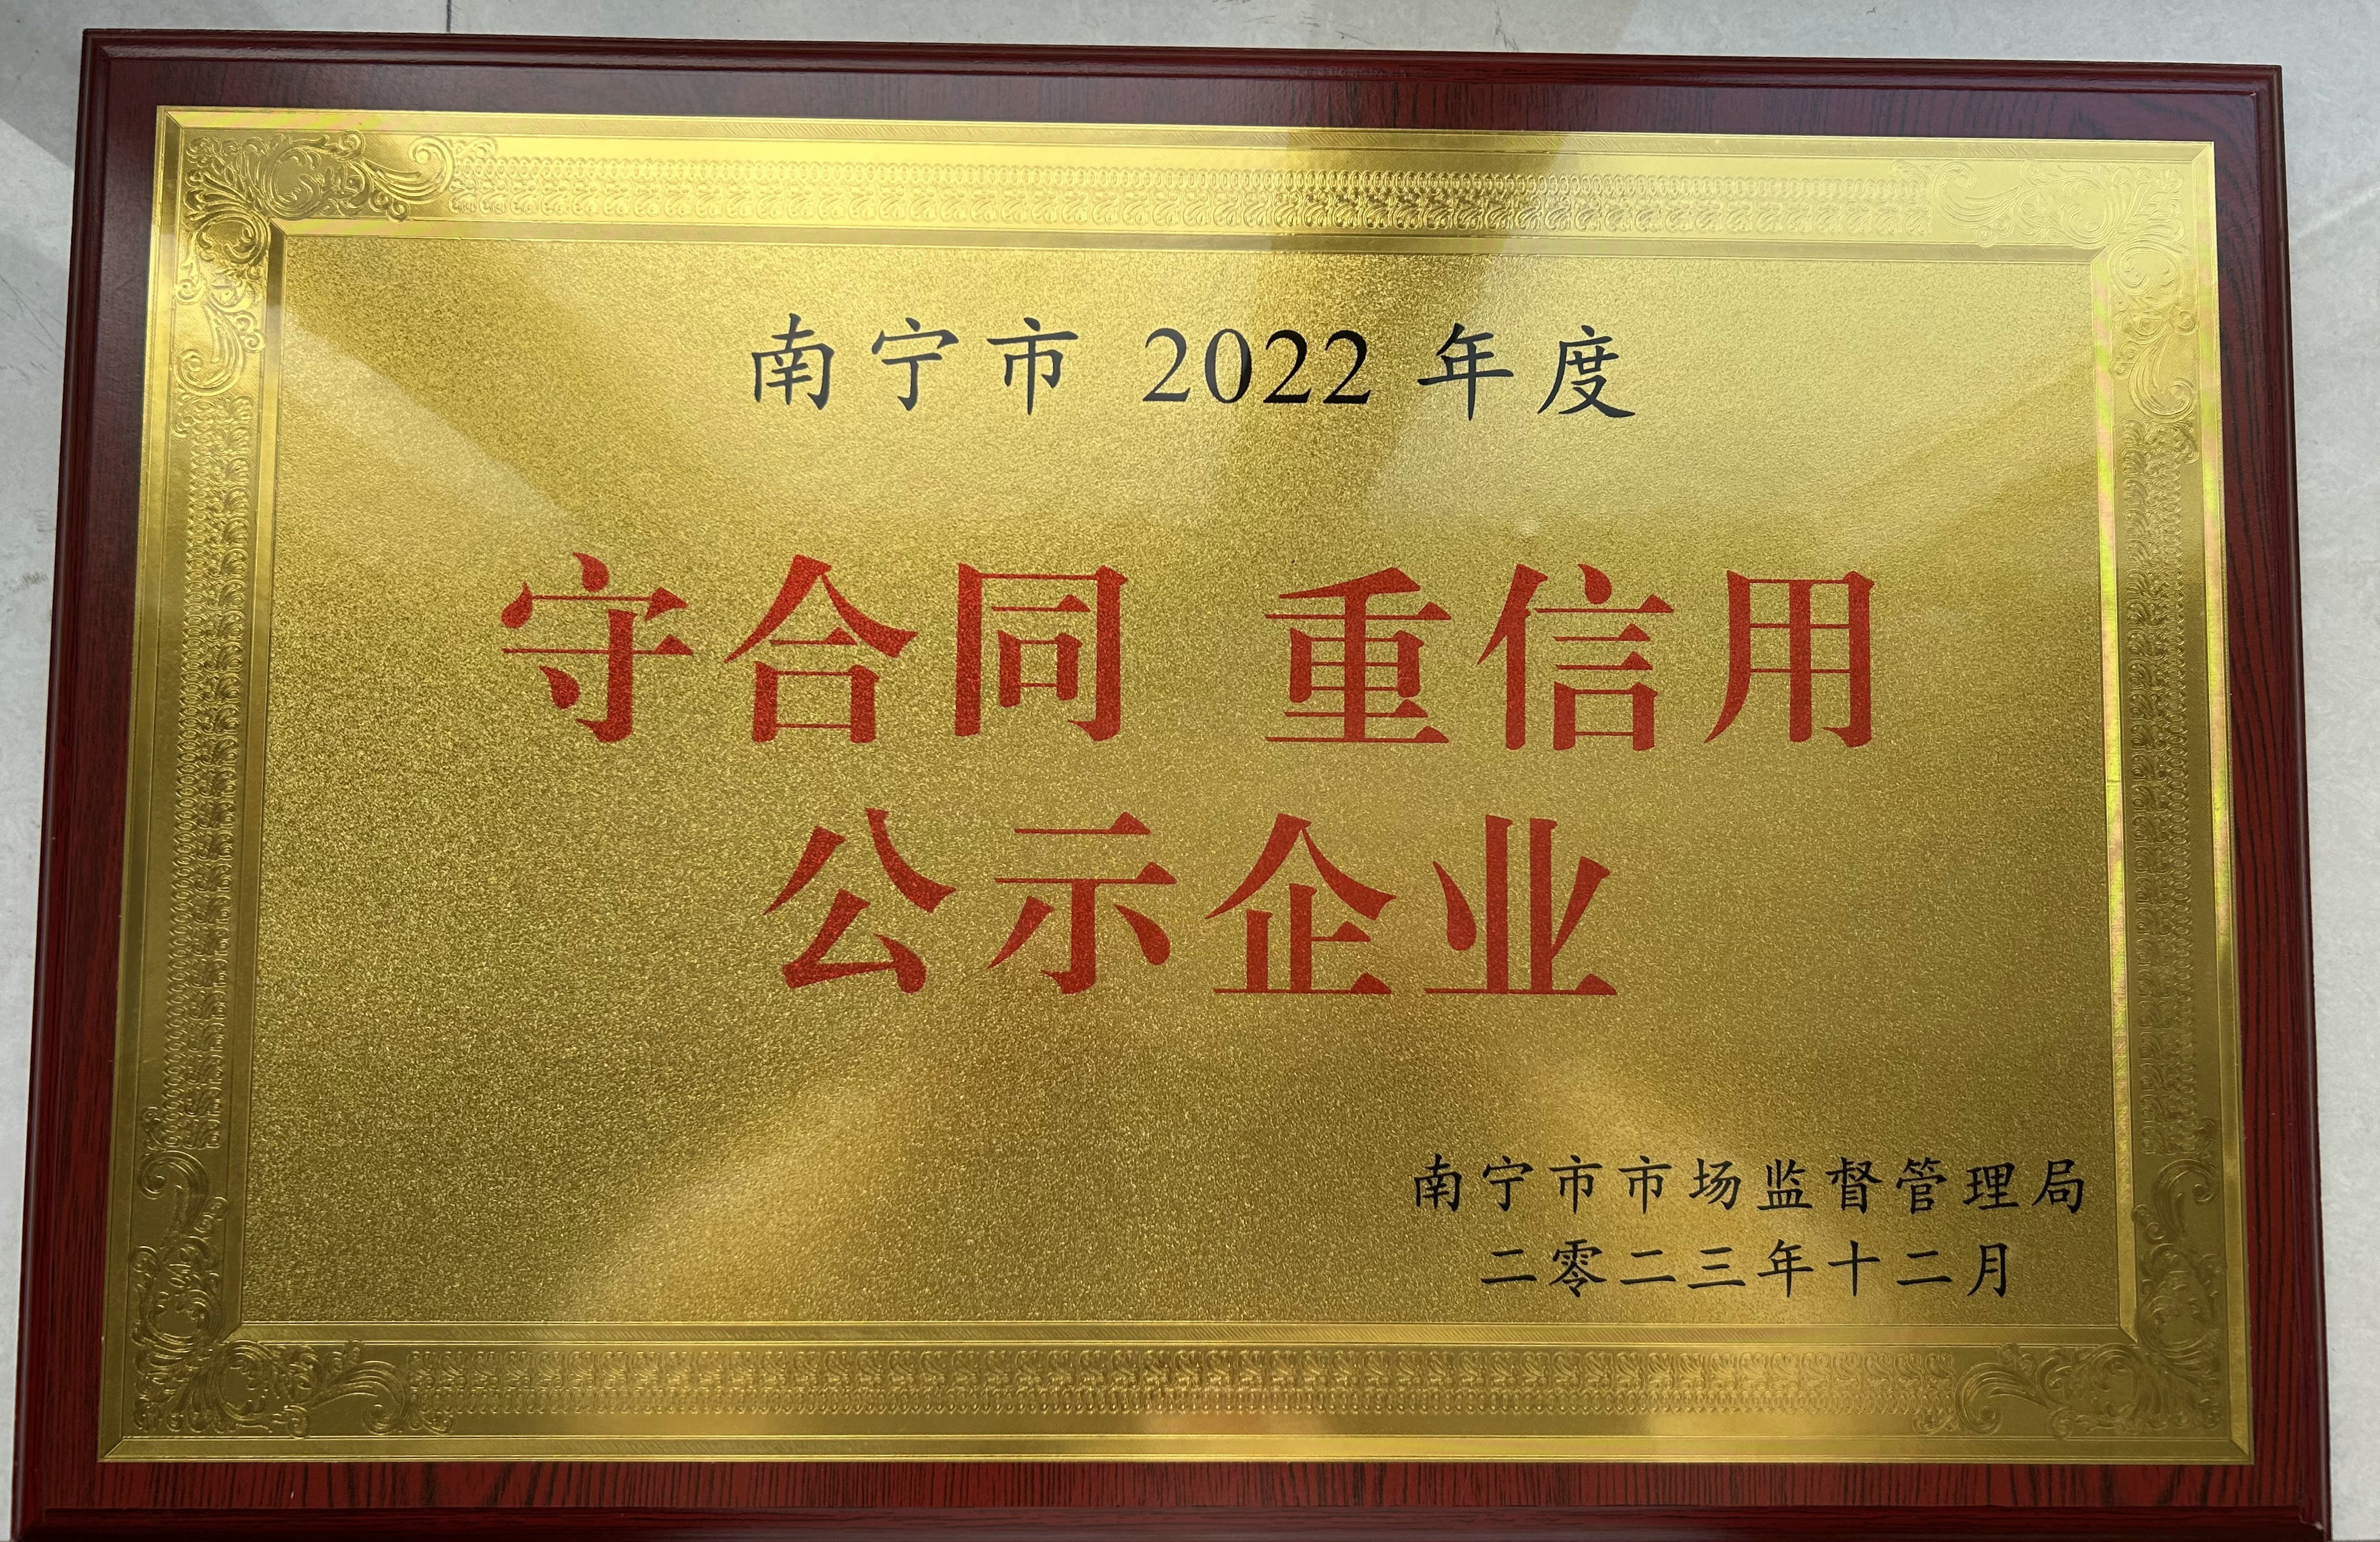 南宁市 2022 年度
守合同 重信用
公示企业
南宁市市场监督管理局
二零二三年十二月